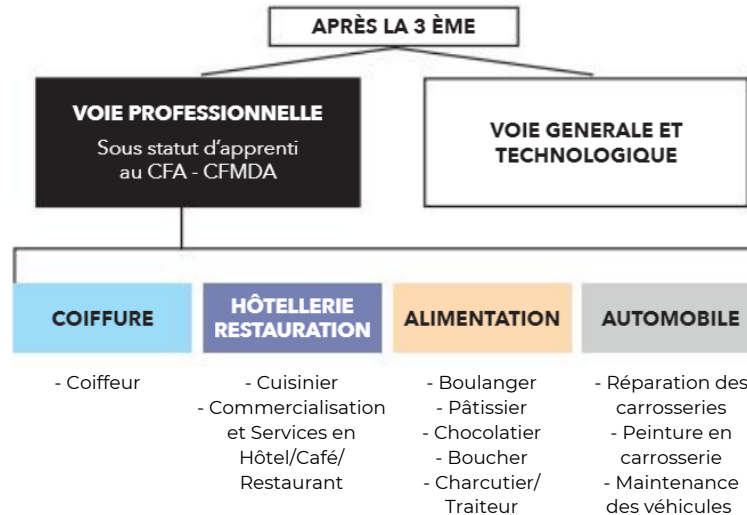 APRÈS LA 3 ÈME
VOIE PROFESSIONNELLE
Sous statut d'apprenti
au CFA - CFMDA
VOIE GENERALE ET
TECHNOLOGIQUE
COIFFURE
- Coiffeur
HÔTELLERIE
RESTAURATION
- Cuisinier
- Commercialisation
et Services en
Hôtel/Café/
Restaurant
ALIMENTATION
- Boulanger
- Pâtissier
- Chocolatier
- Boucher
- Charcutier/
Traiteur
AUTOMOBILE
- Réparation des
carrosseries
- Peinture en
carrosserie
- Maintenance
des véhicules